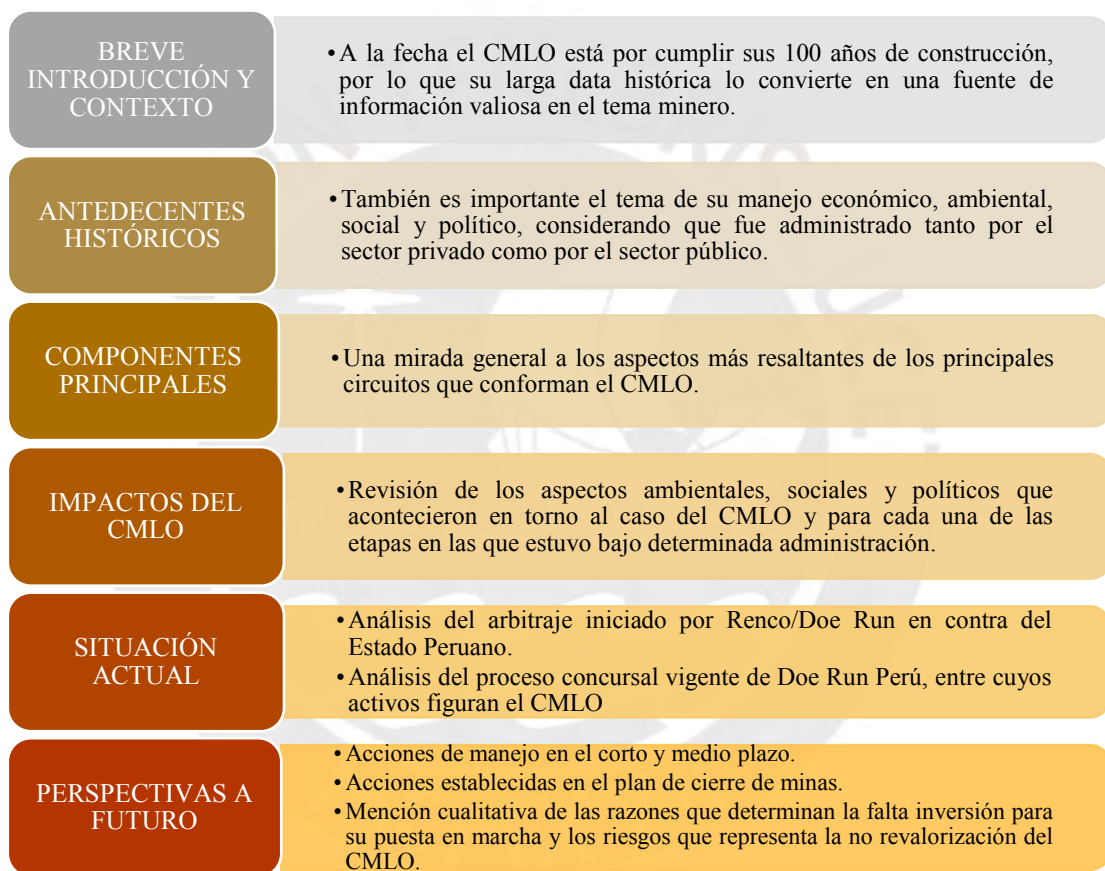 BREVE
INTRODUCCIÓN Y
CONTEXTO
• A la fecha el CMLO está por cumplir sus 100 años de construcción,
por lo que su larga data histórica lo convierte en una fuente de
información valiosa en el tema minero.
ANTEDECENTES
HISTÓRICOS
• También es importante el tema de su manejo económico, ambiental,
social y político, considerando que fue administrado tanto por el
sector privado como por el sector público.
COMPONENTES
PRINCIPALES
• Una mirada general a los aspectos más resaltantes de los principales
circuitos que conforman el CMLO.
IMPACTOS DEL
CMLO
• Revisión de los aspectos ambientales, sociales y políticos que
acontecieron en torno al caso del CMLO y para cada una de las
etapas en las que estuvo bajo determinada administración.
SITUACIÓN
ACTUAL
• Análisis del arbitraje iniciado por Renco/Doe Run en contra del
Estado Peruano.
• Análisis del proceso concursal vigente de Doe Run Perú, entre cuyos
activos figuran el CMLO
PERSPECTIVAS A
FUTURO
• Acciones de manejo en el corto y medio plazo.
• Acciones establecidas en el plan de cierre de minas.
• Mención cualitativa de las razones que determinan la falta inversión para
su puesta en marcha y los riesgos que representa la no revalorización del
CMLO.